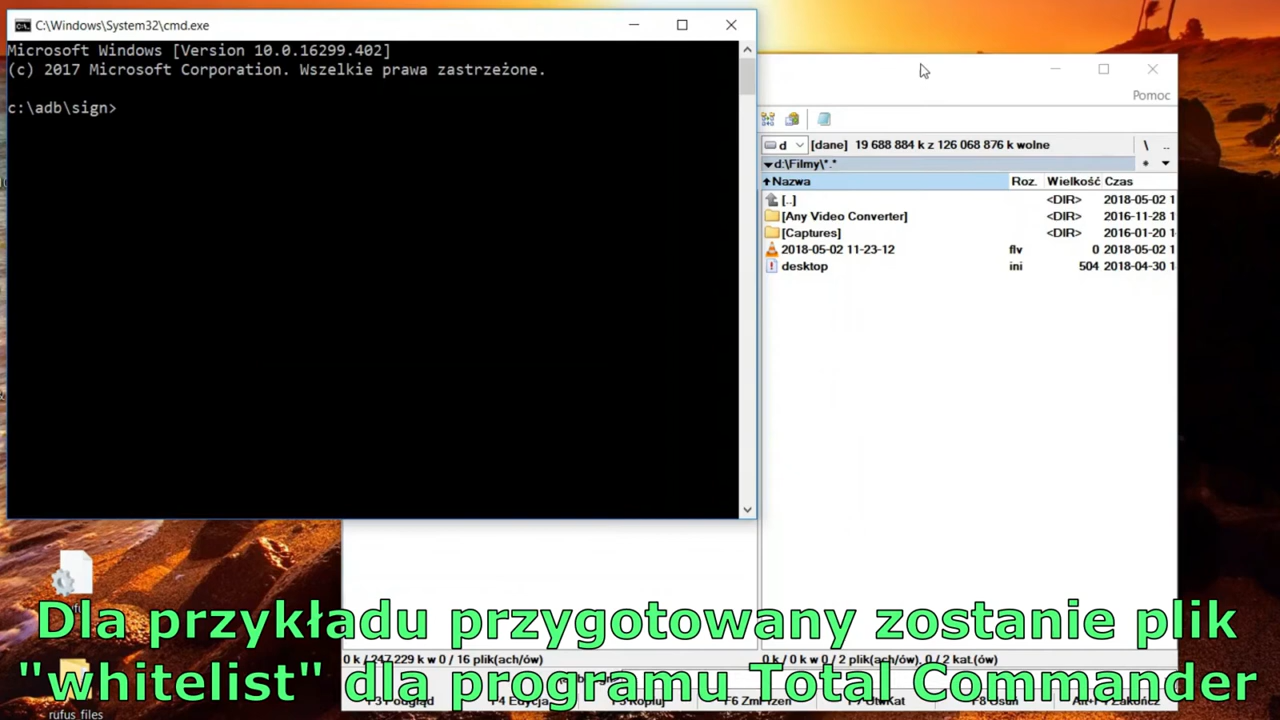 C:\Windows\System32\cmd.exe
Microsoft Windows [Version 10.0.16299.402]
(c) 2017 Microsoft Corporation. Wszelkie prawa zastrzeżone.
c:\adb\sign>
Pomoc
d [dane] 19 688 884 k z 126 068 876 k wolne \ ..
d:\Filmy\*.* *
Nazwa Roz. Wielkość Czas
[..] <DIR> 2018-05-02 1
[Any Video Converter] <DIR> 2016-11-28 1
[Captures] <DIR> 2016-01-20 1
2018-05-02 11-23-12 flv 0 2018-05-02 1
desktop ini 504 2018-04-30 1
Dla przykładu przygotowany zostanie plik
"whitelist" dla programu Total Commander
0 k / 247 229 k w 0 / 16 plik(ach/ów)
0 k / 0 k w 0 / 2 plik(ach/ów), 0 / 2 kat.(ów)
rufus_files